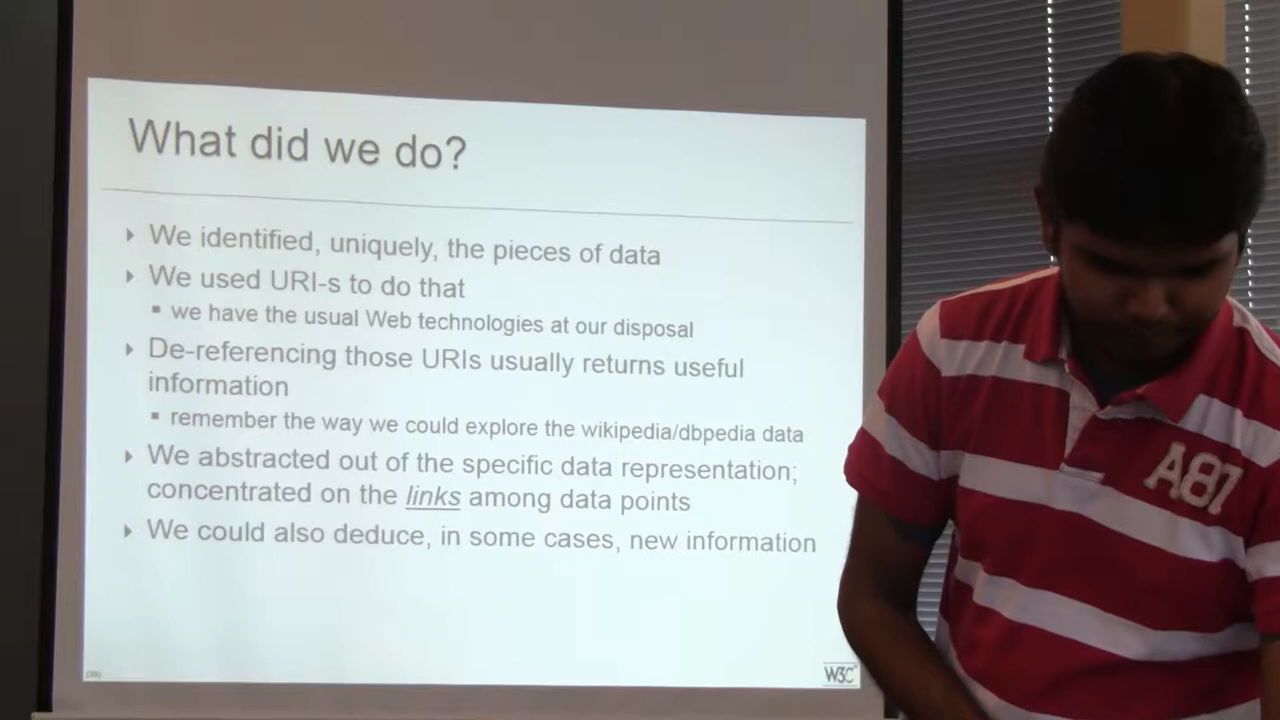 What did we do?
We identified, uniquely, the pieces of data
We used URI-s to do that
we have the usual Web technologies at our disposal
De-referencing those URIs usually returns useful
information
remember the way we could explore the wikipedia/dbpedia data
We abstracted out of the specific data representation;
concentrated on the links among data points
We could also deduce, in some cases, new information
W3C
A87